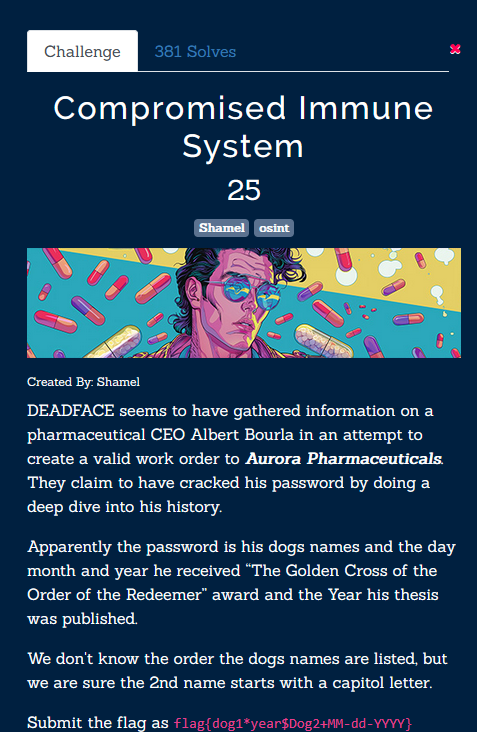 Challenge
381 Solves
Compromised Immune
System
25
Shamel
osint
Created By: Shamel
DEADFACE seems to have gathered information on a
pharmaceutical CEO Albert Bourla in an attempt to
create a valid work order to Aurora Pharmaceuticals.
They claim to have cracked his password by doing a
deep dive into his history.
Apparently the password is his dogs names and the day
month and year he received “The Golden Cross of the
Order of the Redeemer” award and the Year his thesis
was published.
We don't know the order the dogs names are listed, but
we are sure the 2nd name starts with a capitol letter.
Submit the flag as flag{dog1*year$Dog2+MM-dd-YYYY}